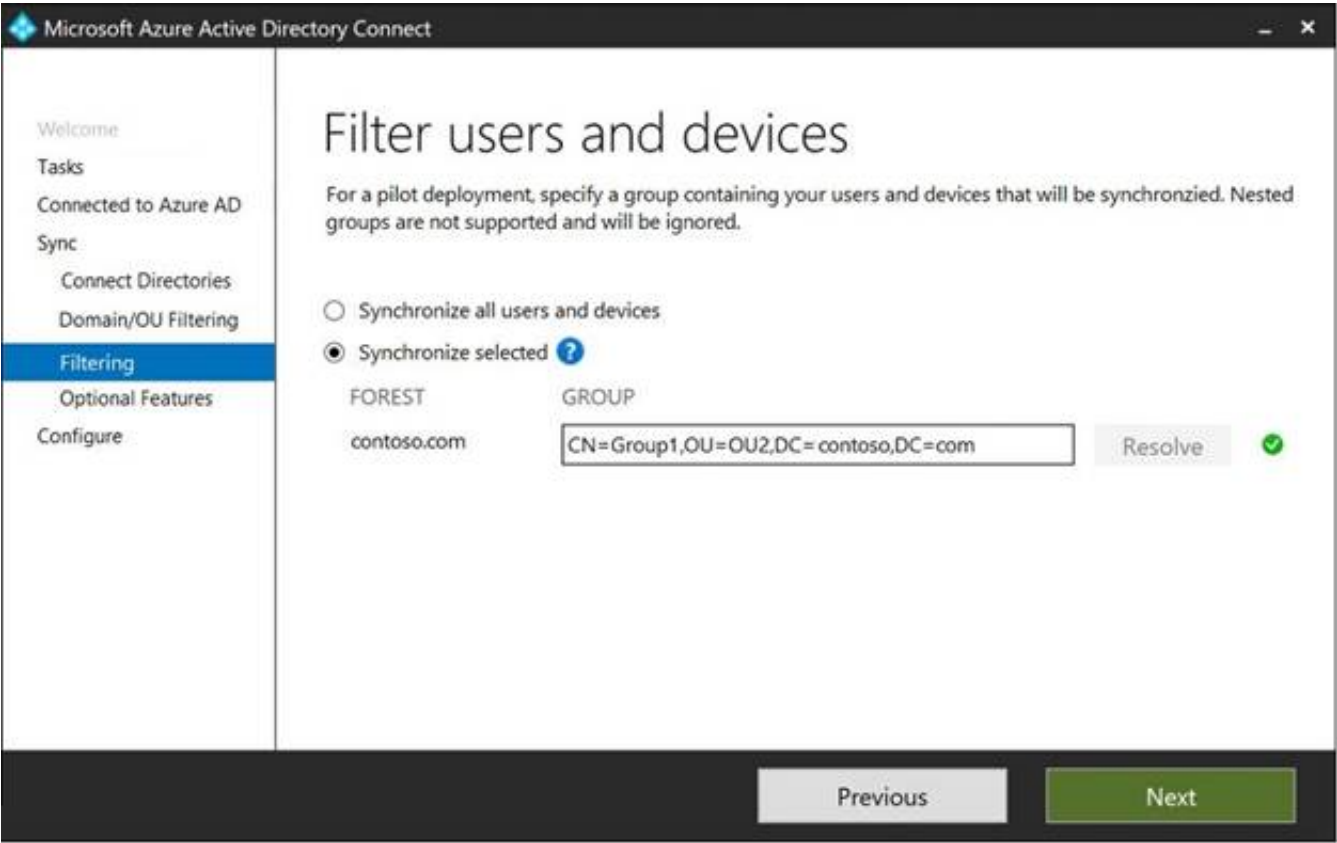 Microsoft Azure Active Directory Connect
Welcome
Tasks
Connected to Azure AD
Sync
Connect Directories
Domain/OU Filtering
Filtering
Optional Features
Configure
Filter users and devices
For a pilot deployment, specify a group containing your users and devices that will be synchronzied. Nested
groups are not supported and will be ignored.
Synchronize all users and devices
Synchronize selected ?
FOREST GROUP
contoso.com CN=Group1,OU=OU2,DC=contoso,DC=com Resolve
Previous Next